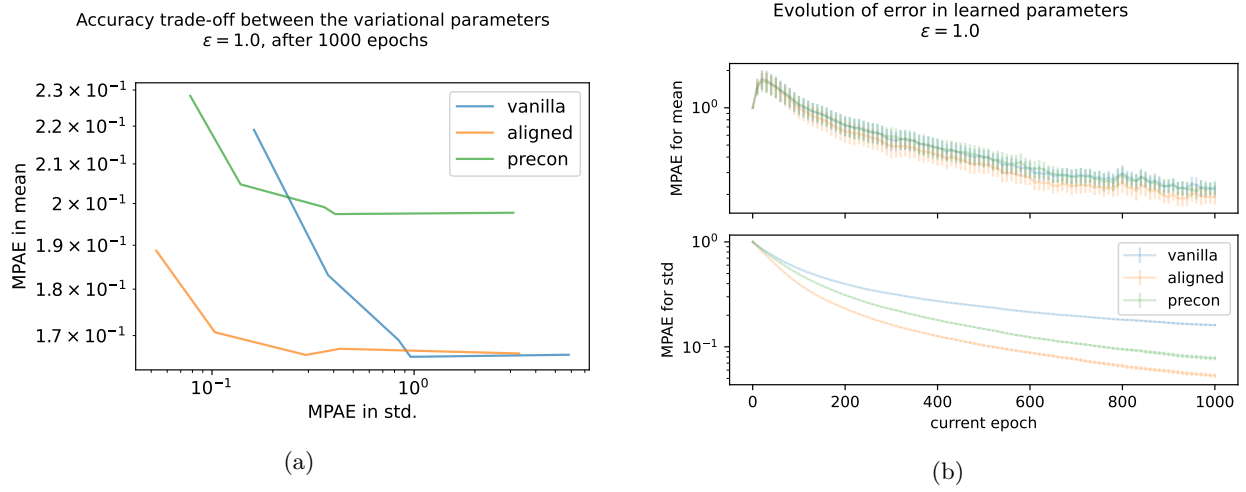 Accuracy trade-off between the variational parameters
ε = 1.0, after 1000 epochs
2.3 × 10⁻¹
2.2 × 10⁻¹
2.1 × 10⁻¹
2 × 10⁻¹
1.9 × 10⁻¹
1.8 × 10⁻¹
1.7 × 10⁻¹
MPAE in mean
vanilla
aligned
precon
10⁻¹
10⁰
MPAE in std.
(a)
Evolution of error in learned parameters
ε = 1.0
MPAE for mean
10⁰
MPAE for std
10⁰
10⁻¹
vanilla
aligned
precon
0
200
400
600
800
1000
current epoch
(b)